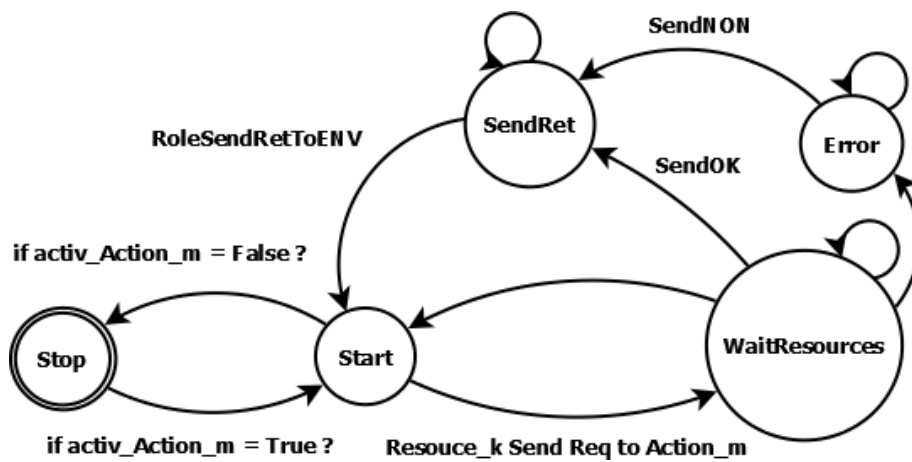 SendNON
SendRet
Error
RoleSendRetToENV
SendOK
if activ_Action_m = False ?
WaitResources
Stop
Start
if activ_Action_m = True ?
Resouce_k Send Req to Action_m